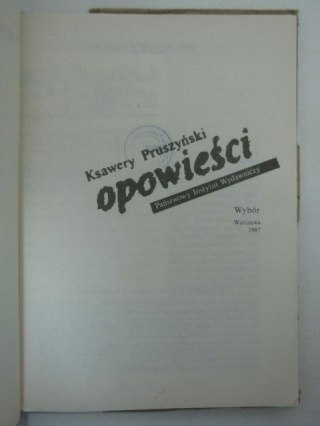 Ksawery Pruszyński
opowieści
Państwowy Instytut Wydawniczy
Wybór
Warszawa
1987